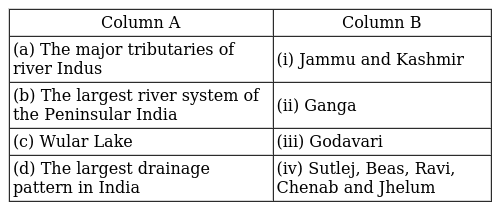 Column A
Column B
(a) The major tributaries of
river Indus
(i) Jammu and Kashmir
(b) The largest river system of
the Peninsular India
(ii) Ganga
(c) Wular Lake
(iii) Godavari
(d) The largest drainage
pattern in India
(iv) Sutlej, Beas, Ravi,
Chenab and Jhelum